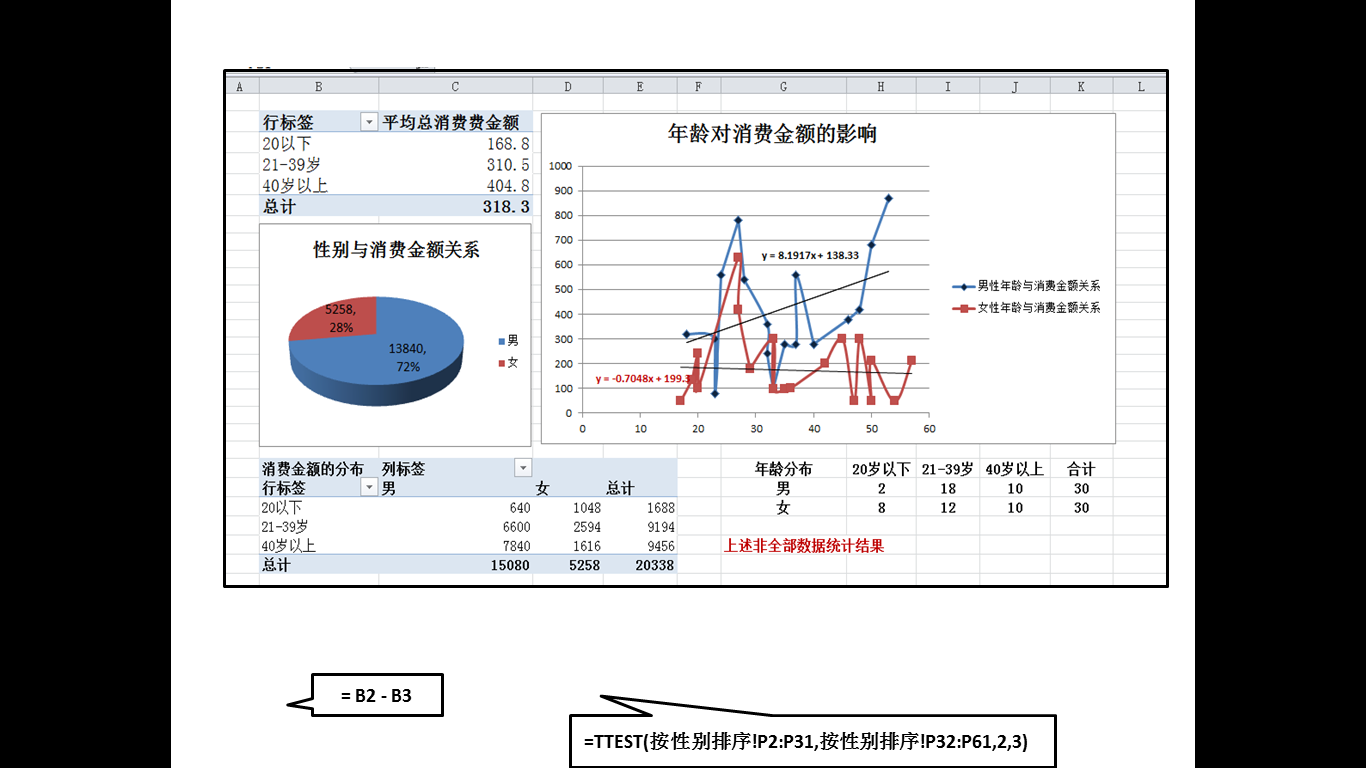 A B C D E F G H I J K L
行标签 平均总消费费金额
20以下 168.8
21-39岁 310.5
40岁以上 404.8
总计 318.3
性别与消费金额关系
5258,
28%
13840,
72%
男
女
年龄对消费金额的影响
1000
900
800
700
600
500
400
300
200
100
0
0 10 20 30 40 50 60
y = 8.1917x + 138.33
y = -0.7048x + 199.3
男性年龄与消费金额关系
女性年龄与消费金额关系
消费金额的分布 列标签
行标签 男 女 总计
20以下 640 1048 1688
21-39岁 6600 2594 9194
40岁以上 7840 1616 9456
总计 15080 5258 20338
年龄分布 20岁以下 21-39岁 40岁以上 合计
男 2 18 10 30
女 8 12 10 30
上述非全部数据统计结果
= B2 - B3
=TTEST(按性别排序!P2:P31,按性别排序!P32:P61,2,3)